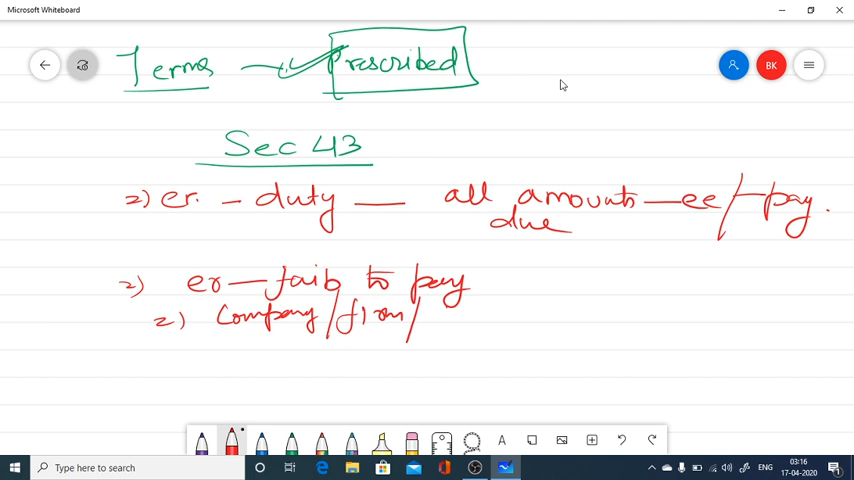 Microsoft Whiteboard
Terms — Prescribed
BK
Sec 43
2) er. - duty — all amounts — ee / pay.
due
2) er — fails to pay
2) Company / firm /
Type here to search
ENG
03:16
17-04-2020